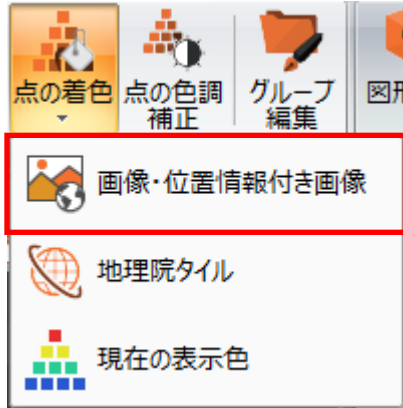 点の着色
点の色調
補正
グループ
編集
図形
画像・位置情報付き画像
地理院タイル
現在の表示色